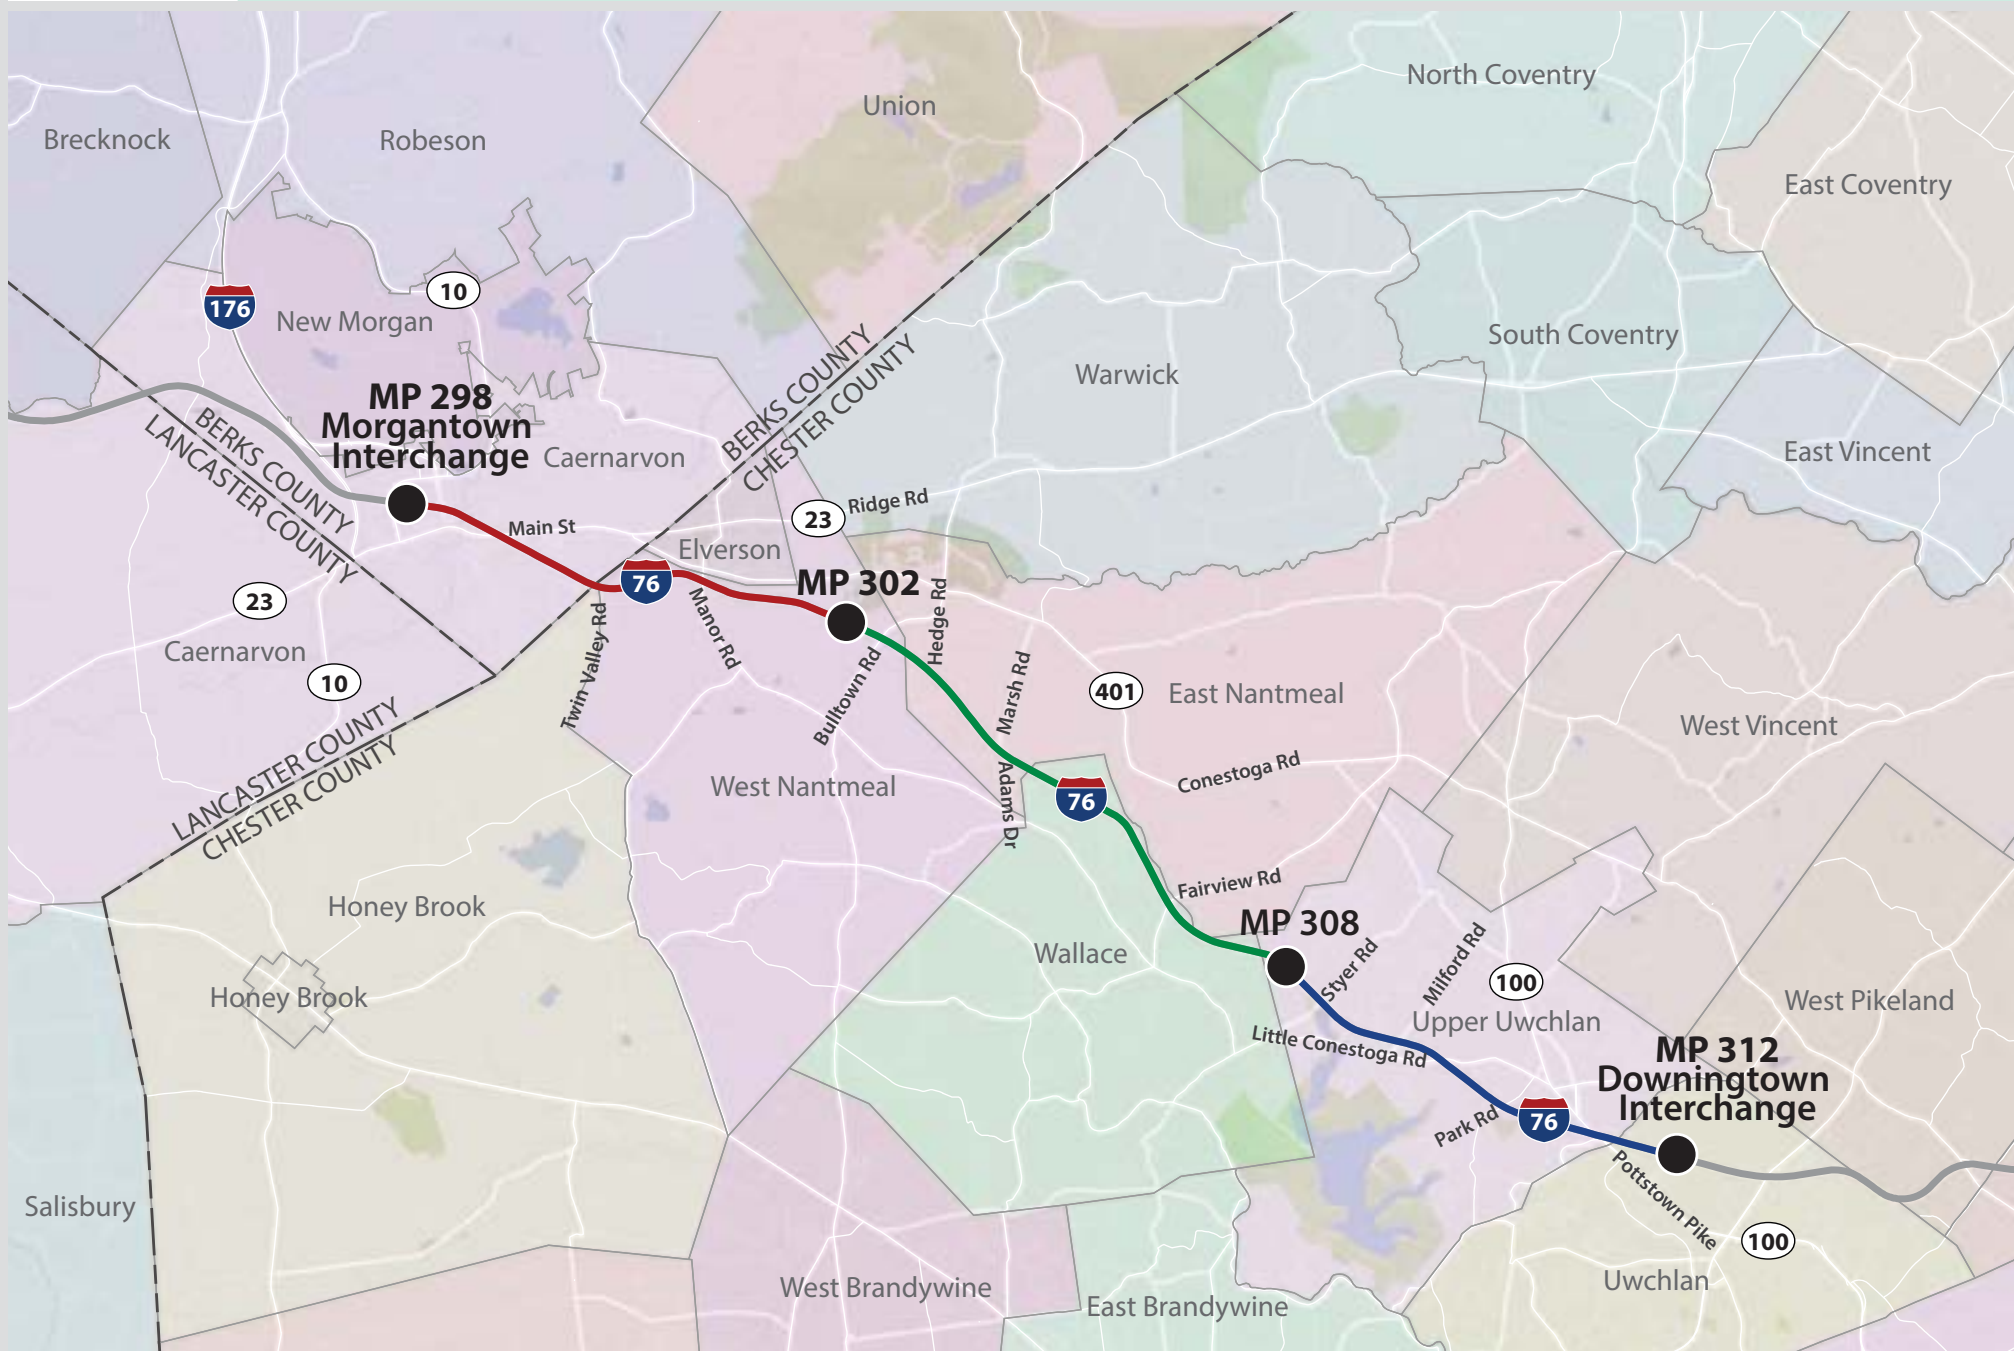 North Coventry
Union
Brecknock
Robeson
East Coventry
176
10
New Morgan
South Coventry
BERKS COUNTY
CHESTER COUNTY
Warwick
MP 298
Morgantown
Interchange
BERKS COUNTY
LANCASTER COUNTY
Caernarvon
East Vincent
23
Ridge Rd
Main St
Elverson
76
MP 302
23
Manor Rd
Hedge Rd
Twin Valley Rd
Caernarvon
10
Bulltown Rd
Marsh Rd
401
East Nantmeal
West Vincent
LANCASTER COUNTY
CHESTER COUNTY
West Nantmeal
Adams Dr
76
Conestoga Rd
Fairview Rd
Honey Brook
MP 308
Wallace
Styer Rd
Milford Rd
100
Honey Brook
West Pikeland
Upper Uwchlan
Little Conestoga Rd
MP 312
Downingtown
Interchange
Park Rd
76
Pottstown Pike
Salisbury
100
West Brandywine
East Brandywine
Uwchlan